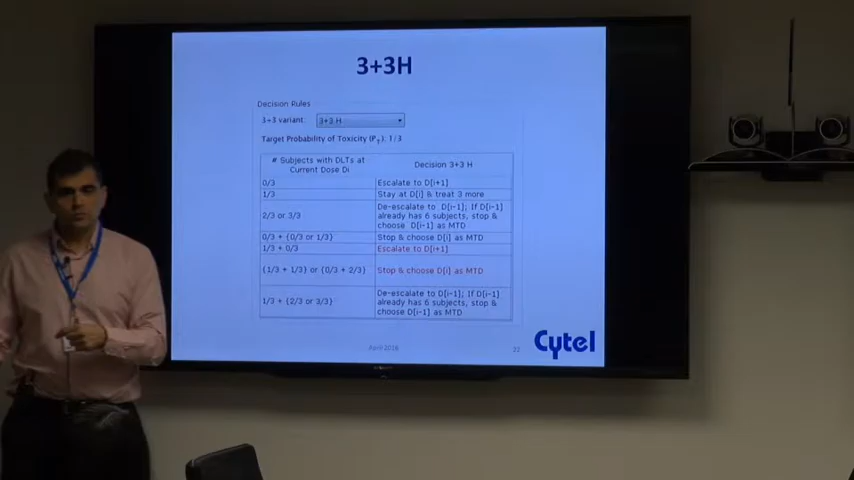 3+3H
Decision Rules
3+3 variant: 3+3 H
Target Probability of Toxicity (PT): 1/3
# Subjects with DLTs at
Current Dose Di
Decision 3+3 H
0/3
Escalate to D[i+1]
1/3
Stay at D[i] & treat 3 more
2/3 or 3/3
De-escalate to D[i-1]; If D[i-1]
already has 6 subjects, stop &
choose D[i-1] as MTD
0/3 + {0/3 or 1/3}
Stop & choose D[i] as MTD
1/3 + 0/3
Escalate to D[i+1]
{1/3 + 1/3} or {0/3 + 2/3}
Stop & choose D[i] as MTD
1/3 + {2/3 or 3/3}
De-escalate to D[i-1]; If D[i-1]
already has 6 subjects, stop &
choose D[i-1] as MTD
April 2016
22
Cytel